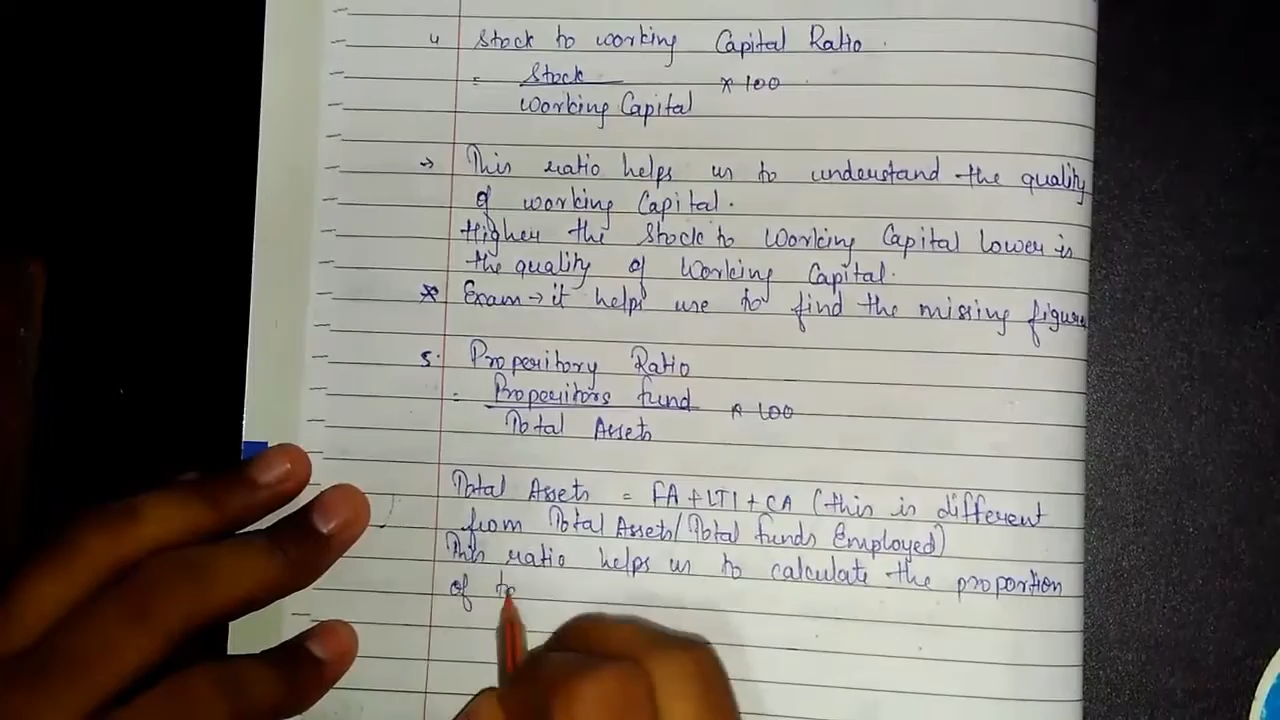 4 Stock to working Capital Ratio.
= Stock * 100
Working Capital
→ This ratio helps us to understand the quality
of working Capital.
Higher the Stock to Working Capital lower is
the quality of Working Capital.
* Exam → it helps use to find the missing figure
5. Properitory Ratio
= Properitors fund * 100
Total Assets
Total Assets = FA + LTI + CA (this is different
from Total Assets/Total funds Employed)
This ratio helps us to calculate the proportion
of to